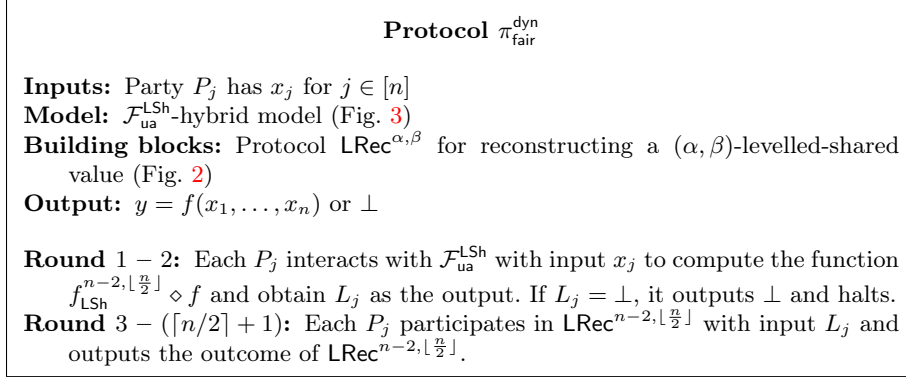 Protocol π_fair^dyn
Inputs: Party P_j has x_j for j ∈ [n]
Model: F_ua^LSh-hybrid model (Fig. 3)
Building blocks: Protocol LRec^{α,β} for reconstructing a (α, β)-levelled-shared
value (Fig. 2)
Output: y = f(x_1, . . . , x_n) or ⊥
Round 1 − 2: Each P_j interacts with F_ua^LSh with input x_j to compute the function
f_LSh^{n−2,⌊n/2⌋} ⋄ f and obtain L_j as the output. If L_j = ⊥, it outputs ⊥ and halts.
Round 3 − (⌈n/2⌉ + 1): Each P_j participates in LRec^{n−2,⌊n/2⌋} with input L_j and
outputs the outcome of LRec^{n−2,⌊n/2⌋}.